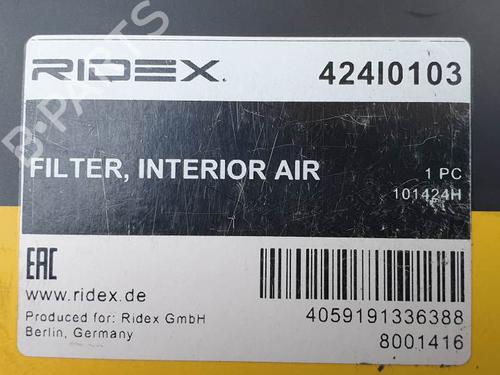 RIDEX.
424I0103
FILTER, INTERIOR AIR
1 PC
101424H
EAC
www.ridex.de
Produced for: Ridex GmbH
Berlin, Germany
4059191336388
8001416
B-PARTS